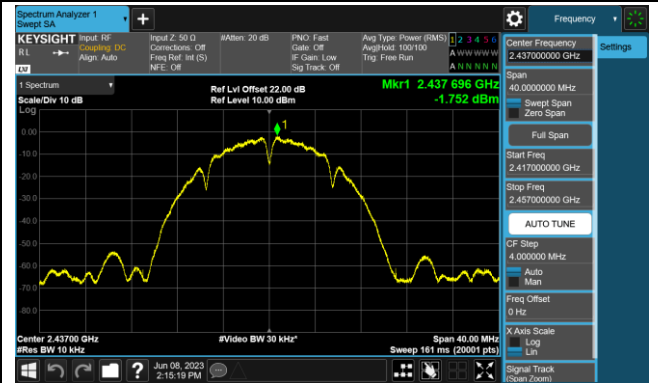 Spectrum Analyzer 1
Swept SA
Frequency
KEYSIGHT
RL
Input: RF
Coupling: DC
Align: Auto
Input Z: 50 Ω
Corrections: Off
Freq Ref: Int (S)
NFE: Off
#Atten: 20 dB
PNO: Fast
Gate: Off
IF Gain: Low
Sig Track: Off
Avg Type: Power (RMS)
Avg|Hold: 100/100
Trig: Free Run
1 2 3 4 5 6
A W W W W W
A N N N N N
LXI
1 Spectrum
Scale/Div 10 dB
Log
Ref Lvl Offset 22.00 dB
Ref Level 10.00 dBm
Mkr1 2.437 696 GHz
-1.752 dBm
1
0.00
-10.0
-20.0
-30.0
-40.0
-50.0
-60.0
-70.0
-80.0
Center 2.43700 GHz
#Res BW 10 kHz
#Video BW 30 kHz*
Span 40.00 MHz
Sweep 161 ms (20001 pts)
Center Frequency
2.437000000 GHz
Settings
Span
40.0000000 MHz
Swept Span
Zero Span
Full Span
Start Freq
2.417000000 GHz
Stop Freq
2.457000000 GHz
AUTO TUNE
CF Step
4.000000 MHz
Auto
Man
Freq Offset
0 Hz
X Axis Scale
Log
Lin
Signal Track
(Span Zoom)
Jun 08, 2023
2:15:19 PM